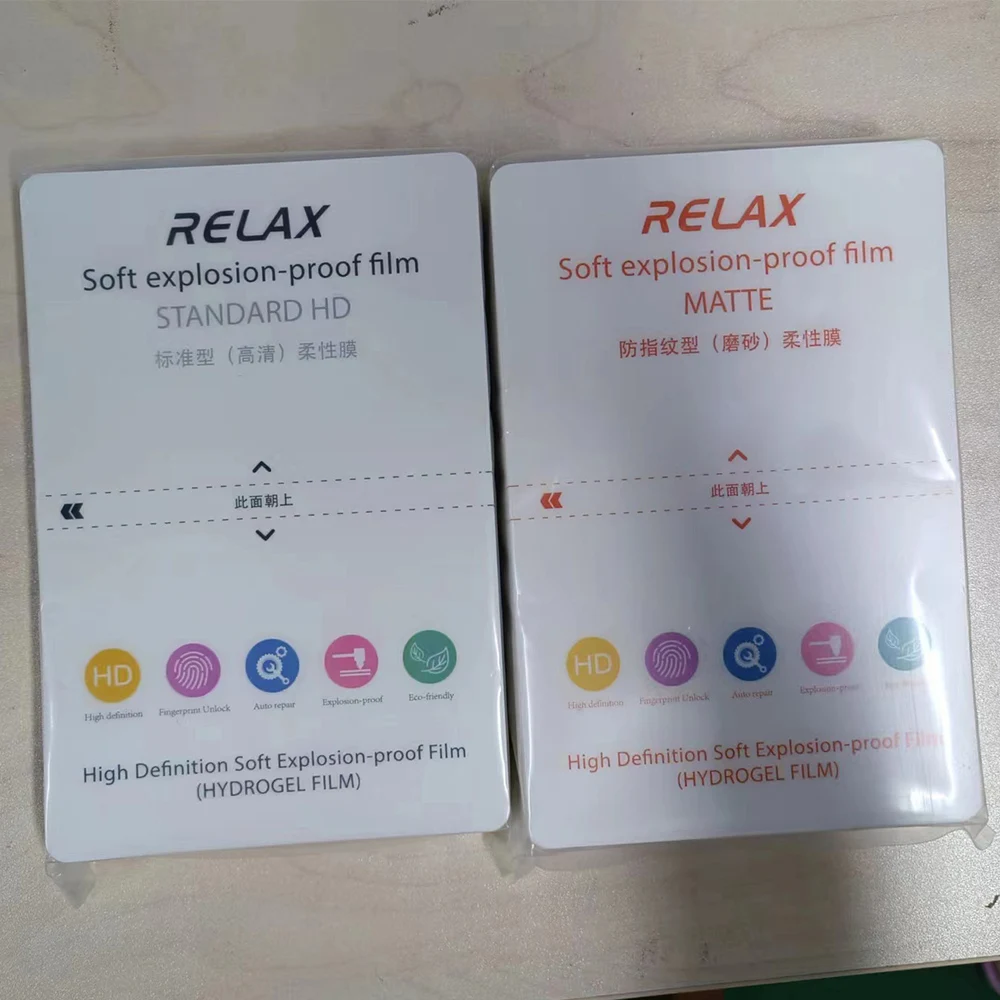 RELAX
Soft explosion-proof film
STANDARD HD
标准型（高清）柔性膜
此面朝上
HD
High definition
Fingerprint Unlock
Auto repair
Explosion-proof
Eco-friendly
High Definition Soft Explosion-proof Film
(HYDROGEL FILM)
RELAX
Soft explosion-proof film
MATTE
防指纹型（磨砂）柔性膜
此面朝上
HD
High definition
Fingerprint Unlock
Auto repair
Explosion-proof
High Definition Soft Explosion-proof Film
(HYDROGEL FILM)